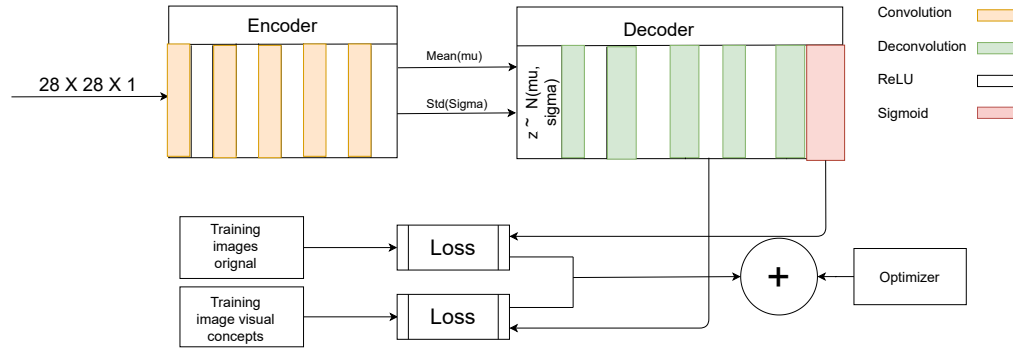 Encoder
Decoder
Convolution
Deconvolution
ReLU
Sigmoid
28 X 28 X 1
Mean(mu)
Std(Sigma)
z ~ N(mu,
sigma)
Training
images
orignal
Loss
Training
image visual
concepts
Loss
+
Optimizer